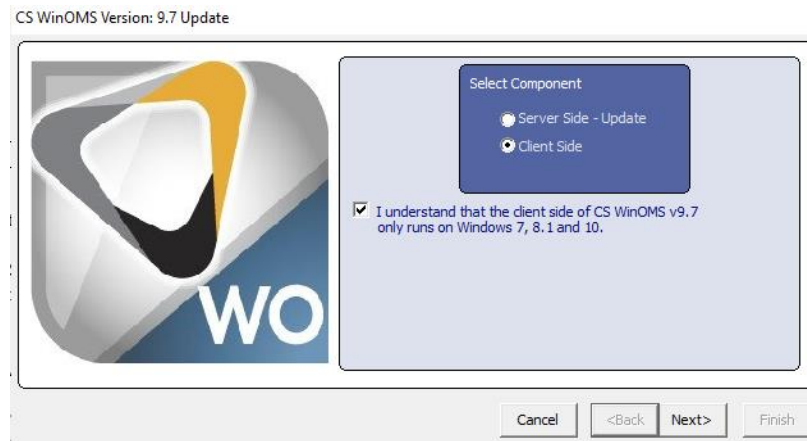 CS WinOMS Version: 9.7 Update
Select Component
Server Side - Update
Client Side
I understand that the client side of CS WinOMS v9.7
only runs on Windows 7, 8.1 and 10.
WO
Cancel
<Back
Next>
Finish